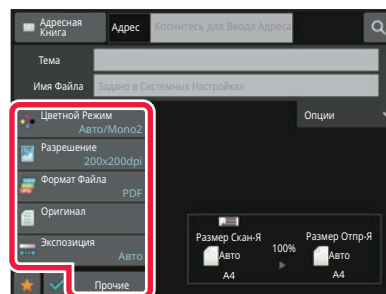 Адресная
Книга
Адрес
Коснитесь для Ввода Адреса
Тема
Имя Файла
Задано в Системных Настройках
Цветной Режим
Авто/Mono2
Опции
Разрешение
200x200dpi
Формат Файла
PDF
Оригинал
Экспозиция
Авто
Прочие
Размер Скан-Я
Авто
A4
100%
Размер Отпр-Я
Авто
A4